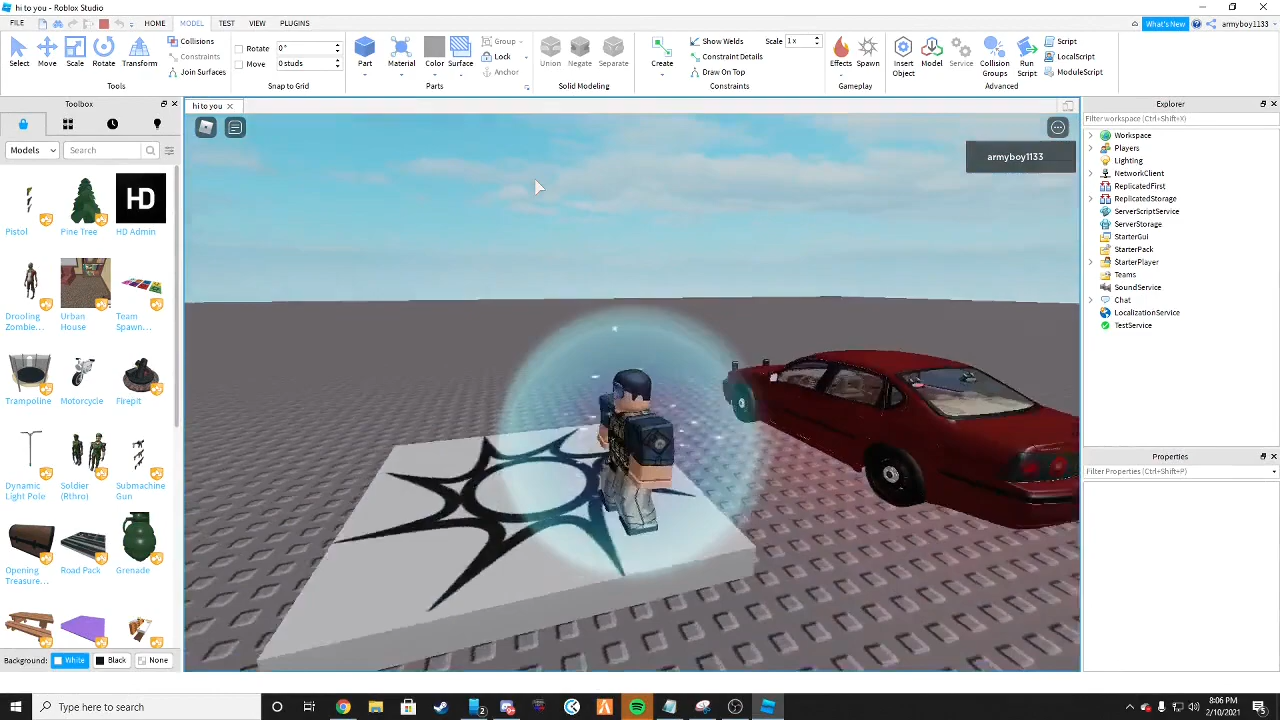 hi to you - Roblox Studio
FILE HOME MODEL TEST VIEW PLUGINS What's New armyboy1133
Select Move Scale Rotate Transform
Collisions
Constraints
Join Surfaces
Tools
Rotate 0°
Move 0 studs
Snap to Grid
Part Material Color Surface
Group
Lock
Anchor
Parts
Union Negate Separate
Solid Modeling
Create
Show Welds Scale 1 x
Constraint Details
Draw On Top
Constraints
Effects Spawn
Gameplay
Insert Object Model Service Collision Groups Run Script
Script
LocalScript
ModuleScript
Advanced
Toolbox
Models Search
Pistol Pine Tree HD Admin
HD
Drooling Zombie... Urban House Team Spawn...
Trampoline Motorcycle Firepit
Dynamic Light Pole Soldier (Rthro) Submachine Gun
Opening Treasure... Road Pack Grenade
Background: White Black None
hi to you
armyboy1133
Explorer
Filter workspace (Ctrl+Shift+X)
Workspace
Players
Lighting
NetworkClient
ReplicatedFirst
ReplicatedStorage
ServerScriptService
ServerStorage
StarterGui
StarterPack
StarterPlayer
Teams
SoundService
Chat
LocalizationService
TestService
Properties
Filter Properties (Ctrl+Shift+P)
Type here to search
2
8:06 PM
2/10/2021